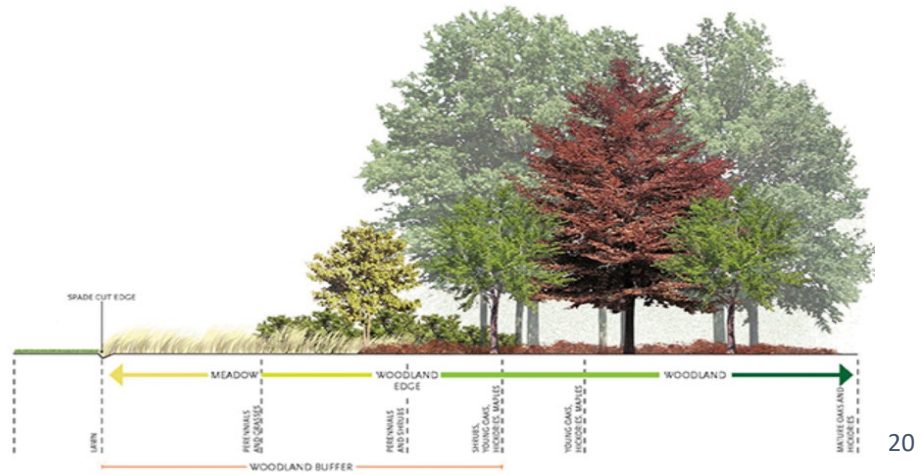 SPADE CUT EDGE
MEADOW
WOODLAND
EDGE
WOODLAND
LAWN
PERENNIALS
AND GRASSES
PERENNIALS
AND SHRUBS
SHRUBS,
YOUNG OAKS,
HICKORIES, MAPLES
YOUNG OAKS,
HICKORIES, MAPLES
MATURE OAKS AND
HICKORIES
20
WOODLAND BUFFER